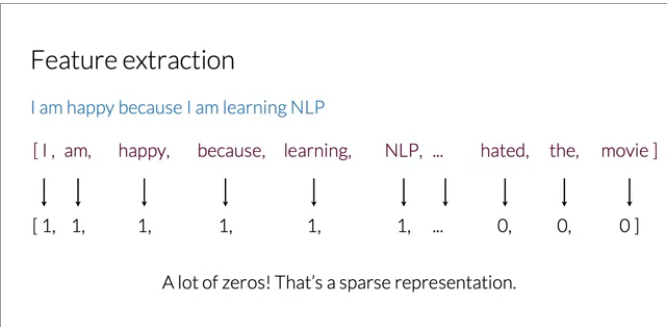 Feature extraction
I am happy because I am learning NLP
[ I , am, happy, because, learning, NLP, ... hated, the, movie ]
[ 1, 1, 1, 1, 1, 1, ... 0, 0, 0 ]
A lot of zeros! That's a sparse representation.